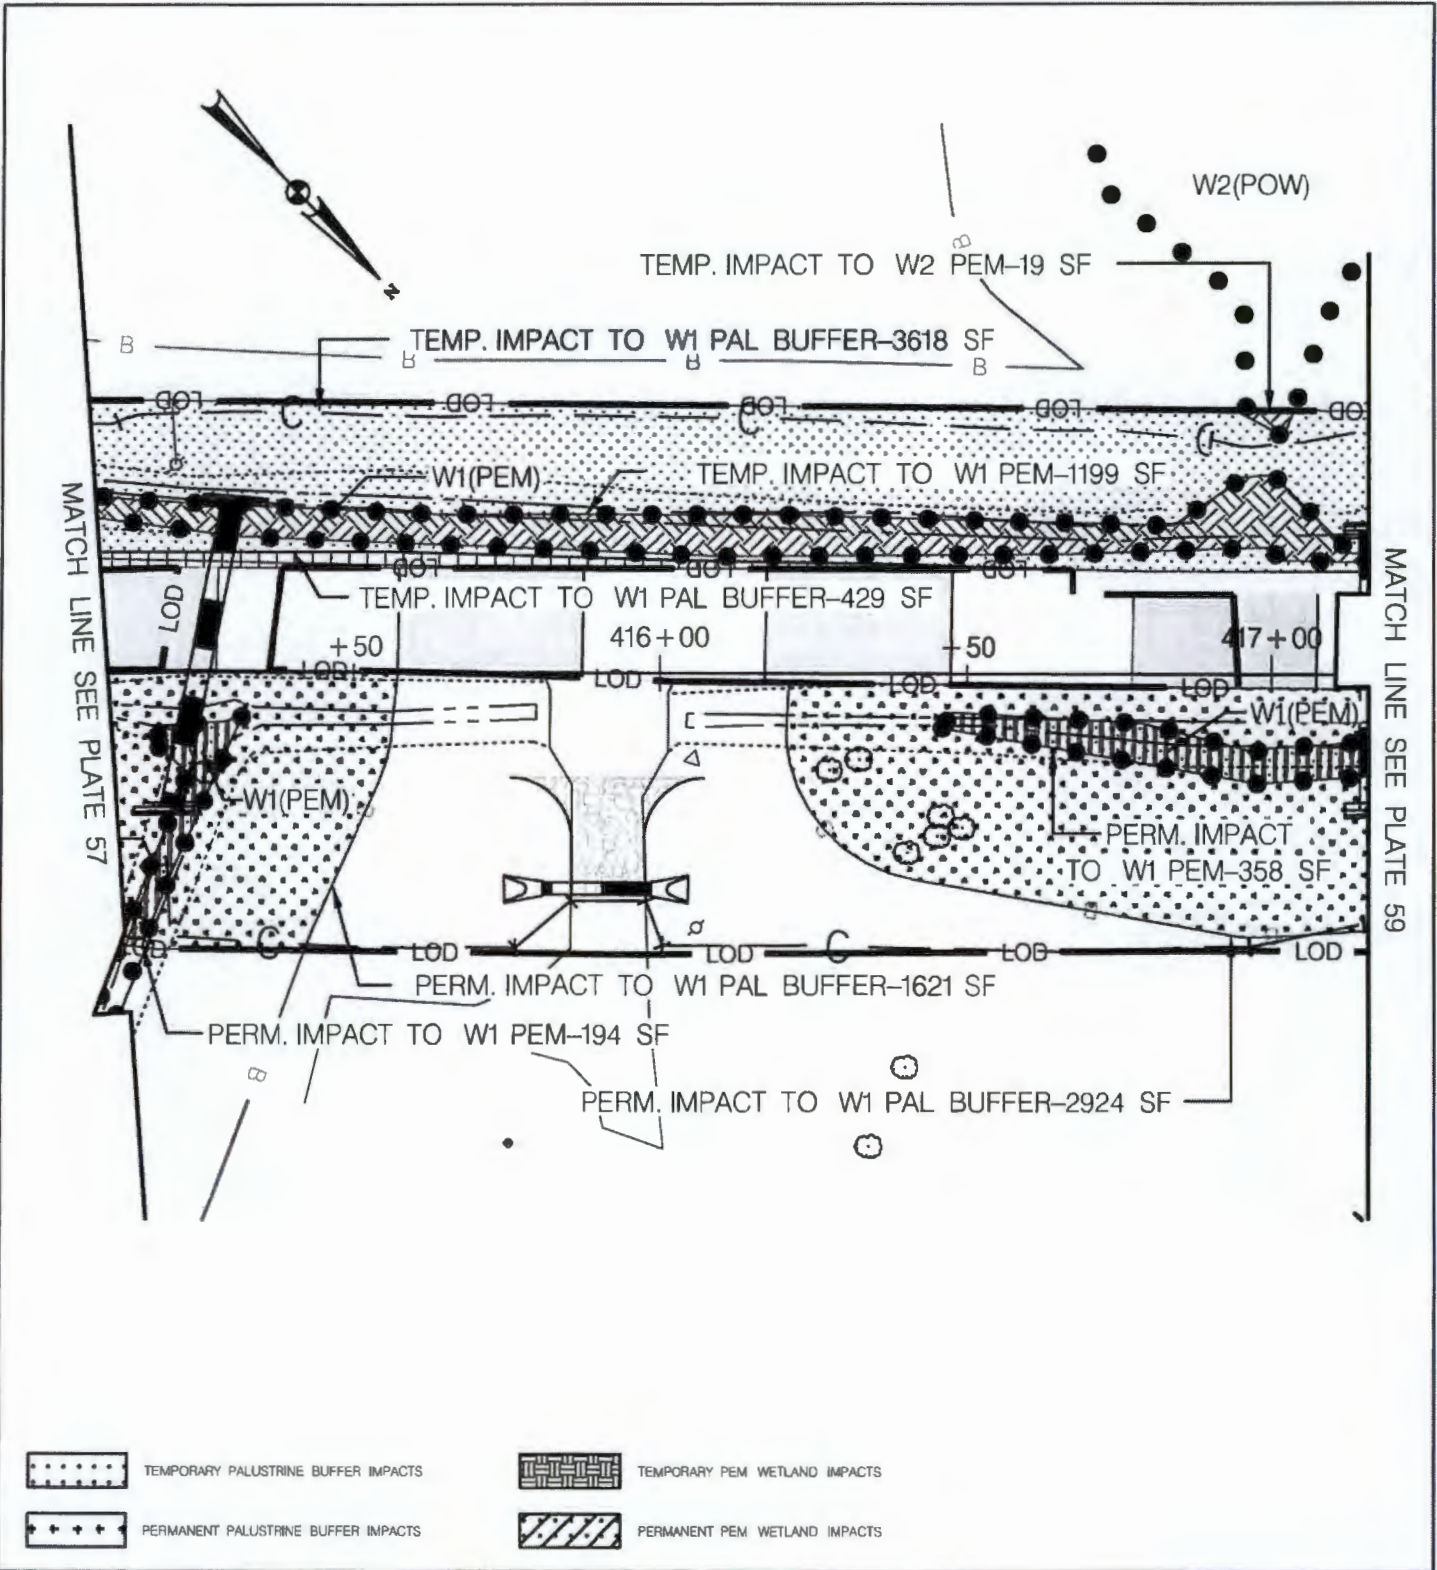 W2(POW)
TEMP. IMPACT TO W2 PEM-19 SF
N
B
TEMP. IMPACT TO W1 PAL BUFFER-3618 SF
B
B
B
B
LOD
LOD
LOD
LOD
LOD
C
C
C
W1(PEM)
TEMP. IMPACT TO W1 PEM-1199 SF
MATCH LINE SEE PLATE 57
MATCH LINE SEE PLATE 59
LOD
LOD
LOD
LOD
TEMP. IMPACT TO W1 PAL BUFFER-429 SF
+50
416+00
+50
417+00
LOD
LOD
LOD
LOD
W1(PEM)
W1(PEM)
PERM. IMPACT
TO W1 PEM-358 SF
C
LOD
LOD
C
LOD
LOD
PERM. IMPACT TO W1 PAL BUFFER-1621 SF
PERM. IMPACT TO W1 PEM-194 SF
B
PERM. IMPACT TO W1 PAL BUFFER-2924 SF
TEMPORARY PALUSTRINE BUFFER IMPACTS
TEMPORARY PEM WETLAND IMPACTS
PERMANENT PALUSTRINE BUFFER IMPACTS
PERMANENT PEM WETLAND IMPACTS